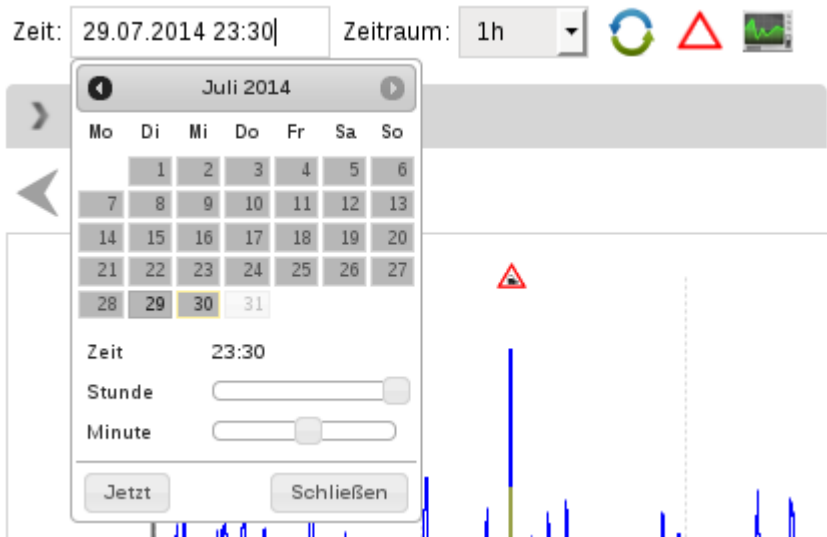 Zeit: 29.07.2014 23:30 Zeitraum: 1h
Juli 2014
Mo Di Mi Do Fr Sa So
1 2 3 4 5 6
7 8 9 10 11 12 13
14 15 16 17 18 19 20
21 22 23 24 25 26 27
28 29 30 31
Zeit 23:30
Stunde
Minute
Jetzt Schließen